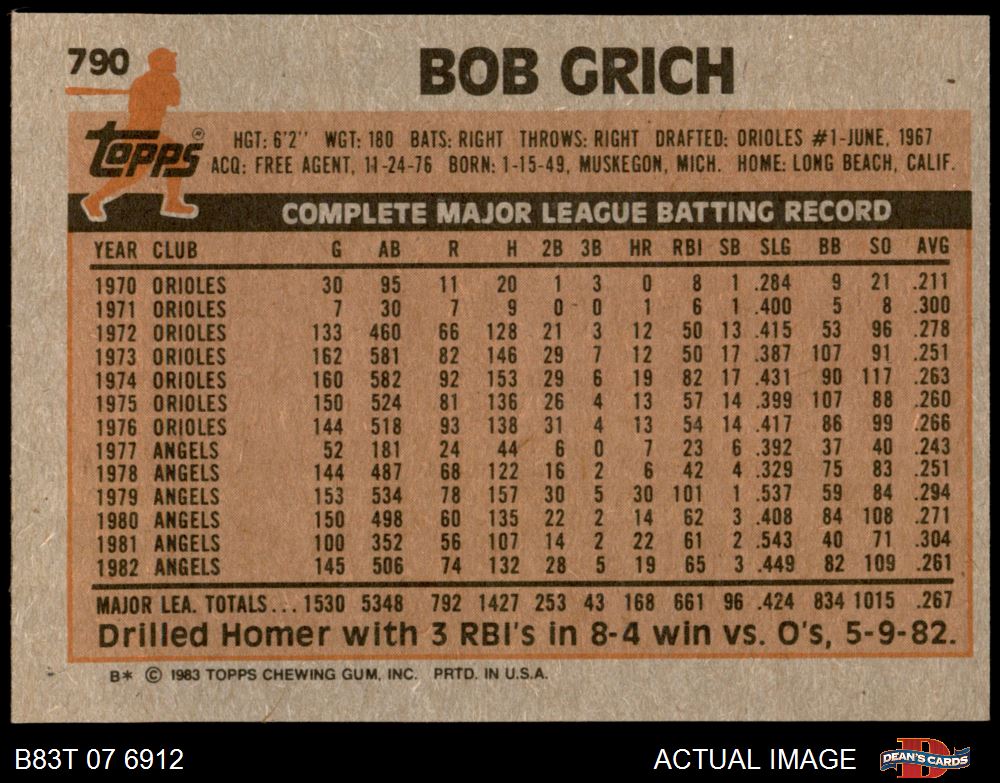 790
BOB GRICH
topps®
HGT: 6'2'' WGT: 180 BATS: RIGHT THROWS: RIGHT DRAFTED: ORIOLES #1-JUNE, 1967
ACQ: FREE AGENT, 11-24-76 BORN: 1-15-49, MUSKEGON, MICH. HOME: LONG BEACH, CALIF.
COMPLETE MAJOR LEAGUE BATTING RECORD
YEAR CLUB G AB R H 2B 3B HR RBI SB SLG BB SO AVG
1970 ORIOLES 30 95 11 20 1 3 0 8 1 .284 9 21 .211
1971 ORIOLES 7 30 7 9 0 0 1 6 1 .400 5 8 .300
1972 ORIOLES 133 460 66 128 21 3 12 50 13 .415 53 96 .278
1973 ORIOLES 162 581 82 146 29 7 12 50 17 .387 107 91 .251
1974 ORIOLES 160 582 92 153 29 6 19 82 17 .431 90 117 .263
1975 ORIOLES 150 524 81 136 26 4 13 57 14 .399 107 88 .260
1976 ORIOLES 144 518 93 138 31 4 13 54 14 .417 86 99 .266
1977 ANGELS 52 181 24 44 6 0 7 23 6 .392 37 40 .243
1978 ANGELS 144 487 68 122 16 2 6 42 4 .329 75 83 .251
1979 ANGELS 153 534 78 157 30 5 30 101 1 .537 59 84 .294
1980 ANGELS 150 498 60 135 22 2 14 62 3 .408 84 108 .271
1981 ANGELS 100 352 56 107 14 2 22 61 2 .543 40 71 .304
1982 ANGELS 145 506 74 132 28 5 19 65 3 .449 82 109 .261
MAJOR LEA. TOTALS... 1530 5348 792 1427 253 43 168 661 96 .424 834 1015 .267
Drilled Homer with 3 RBI's in 8-4 win vs. O's, 5-9-82.
B* © 1983 TOPPS CHEWING GUM, INC. PRTD. IN U.S.A.
B83T 07 6912
ACTUAL IMAGE
D
DEAN'S CARDS